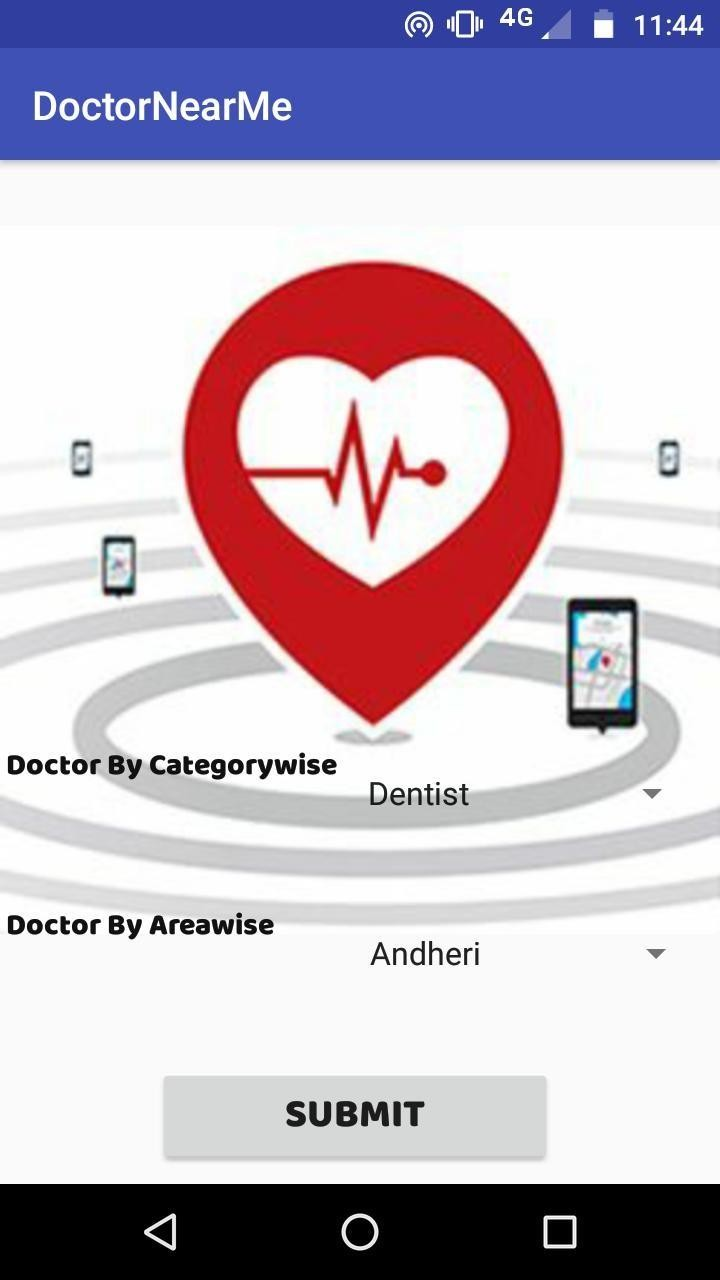 4G 11:44
DoctorNearMe
Doctor By Categorywise
Dentist
Doctor By Areawise
Andheri
SUBMIT